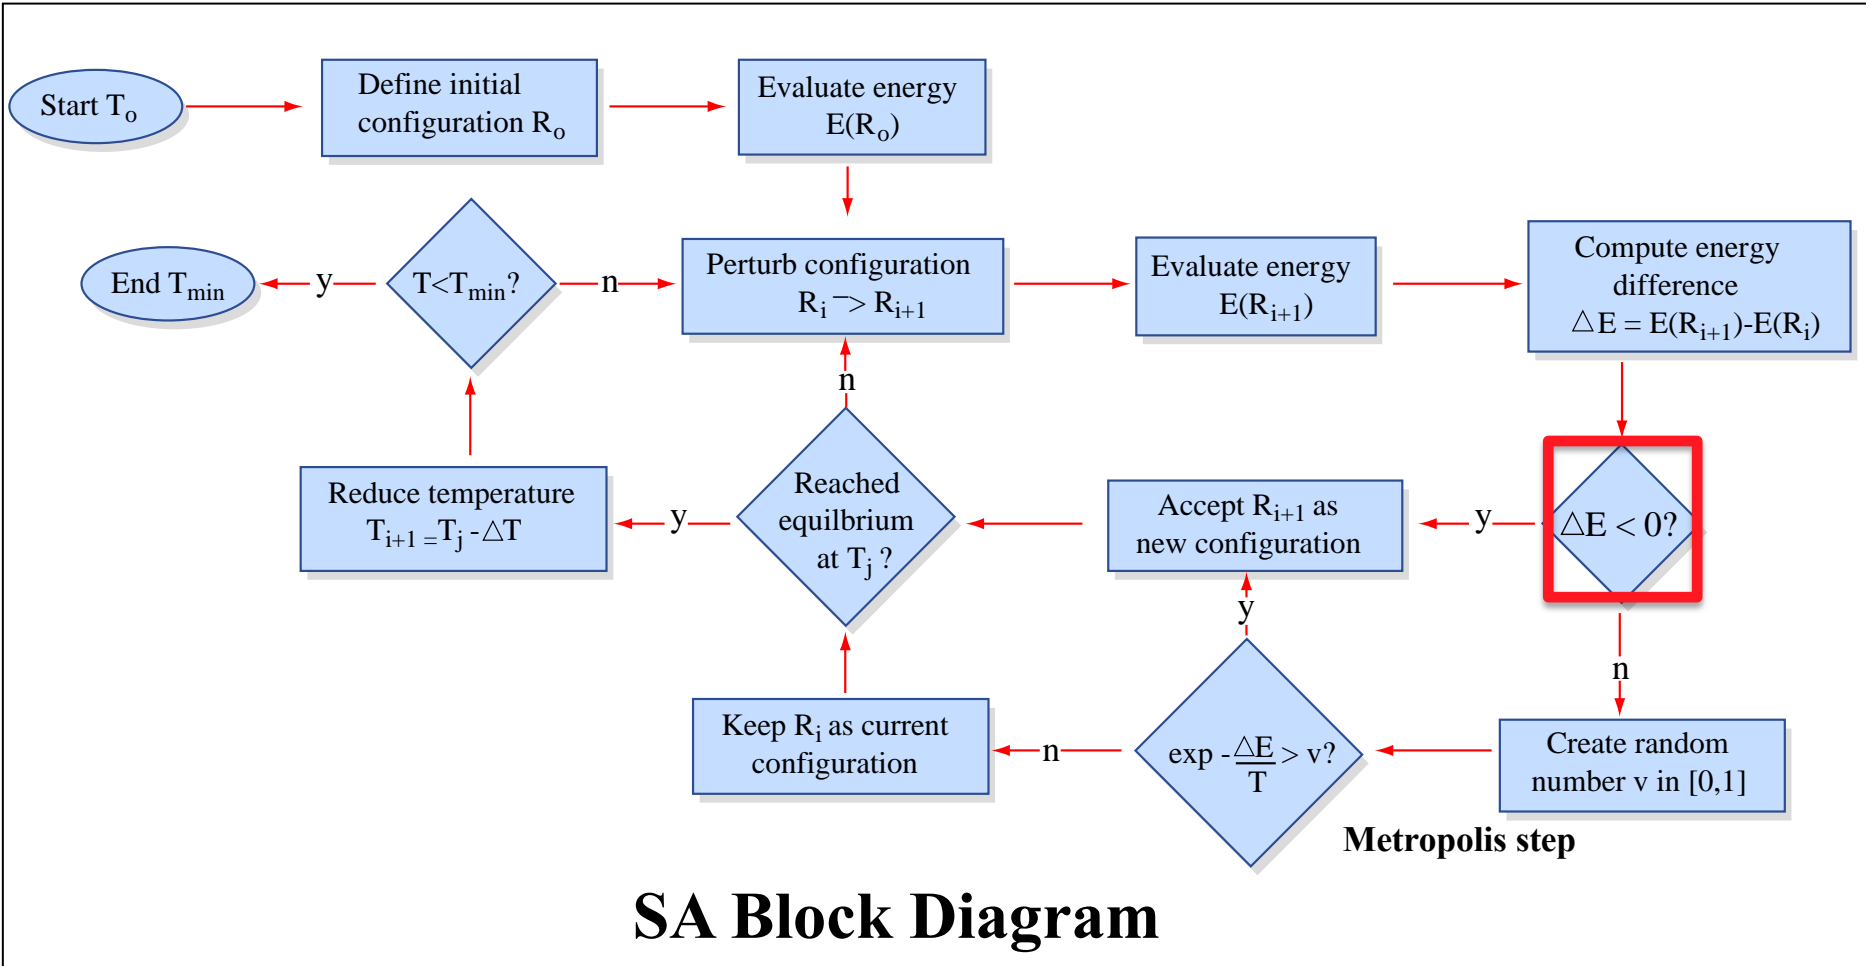 Start Tₒ
Define initial
configuration Rₒ
Evaluate energy
E(Rₒ)
End Tmin
y
T<Tmin?
n
Perturb configuration
Ri –> Ri+1
Evaluate energy
E(Ri+1)
Compute energy
difference
△E = E(Ri+1)-E(Ri)
n
Reduce temperature
Ti+1 =Tj -△T
y
Reached
equilbrium
at Tj ?
Accept Ri+1 as
new configuration
y
△E < 0?
y
n
Keep Ri as current
configuration
n
exp -△E/T > v?
Create random
number v in [0,1]
Metropolis step
SA Block Diagram